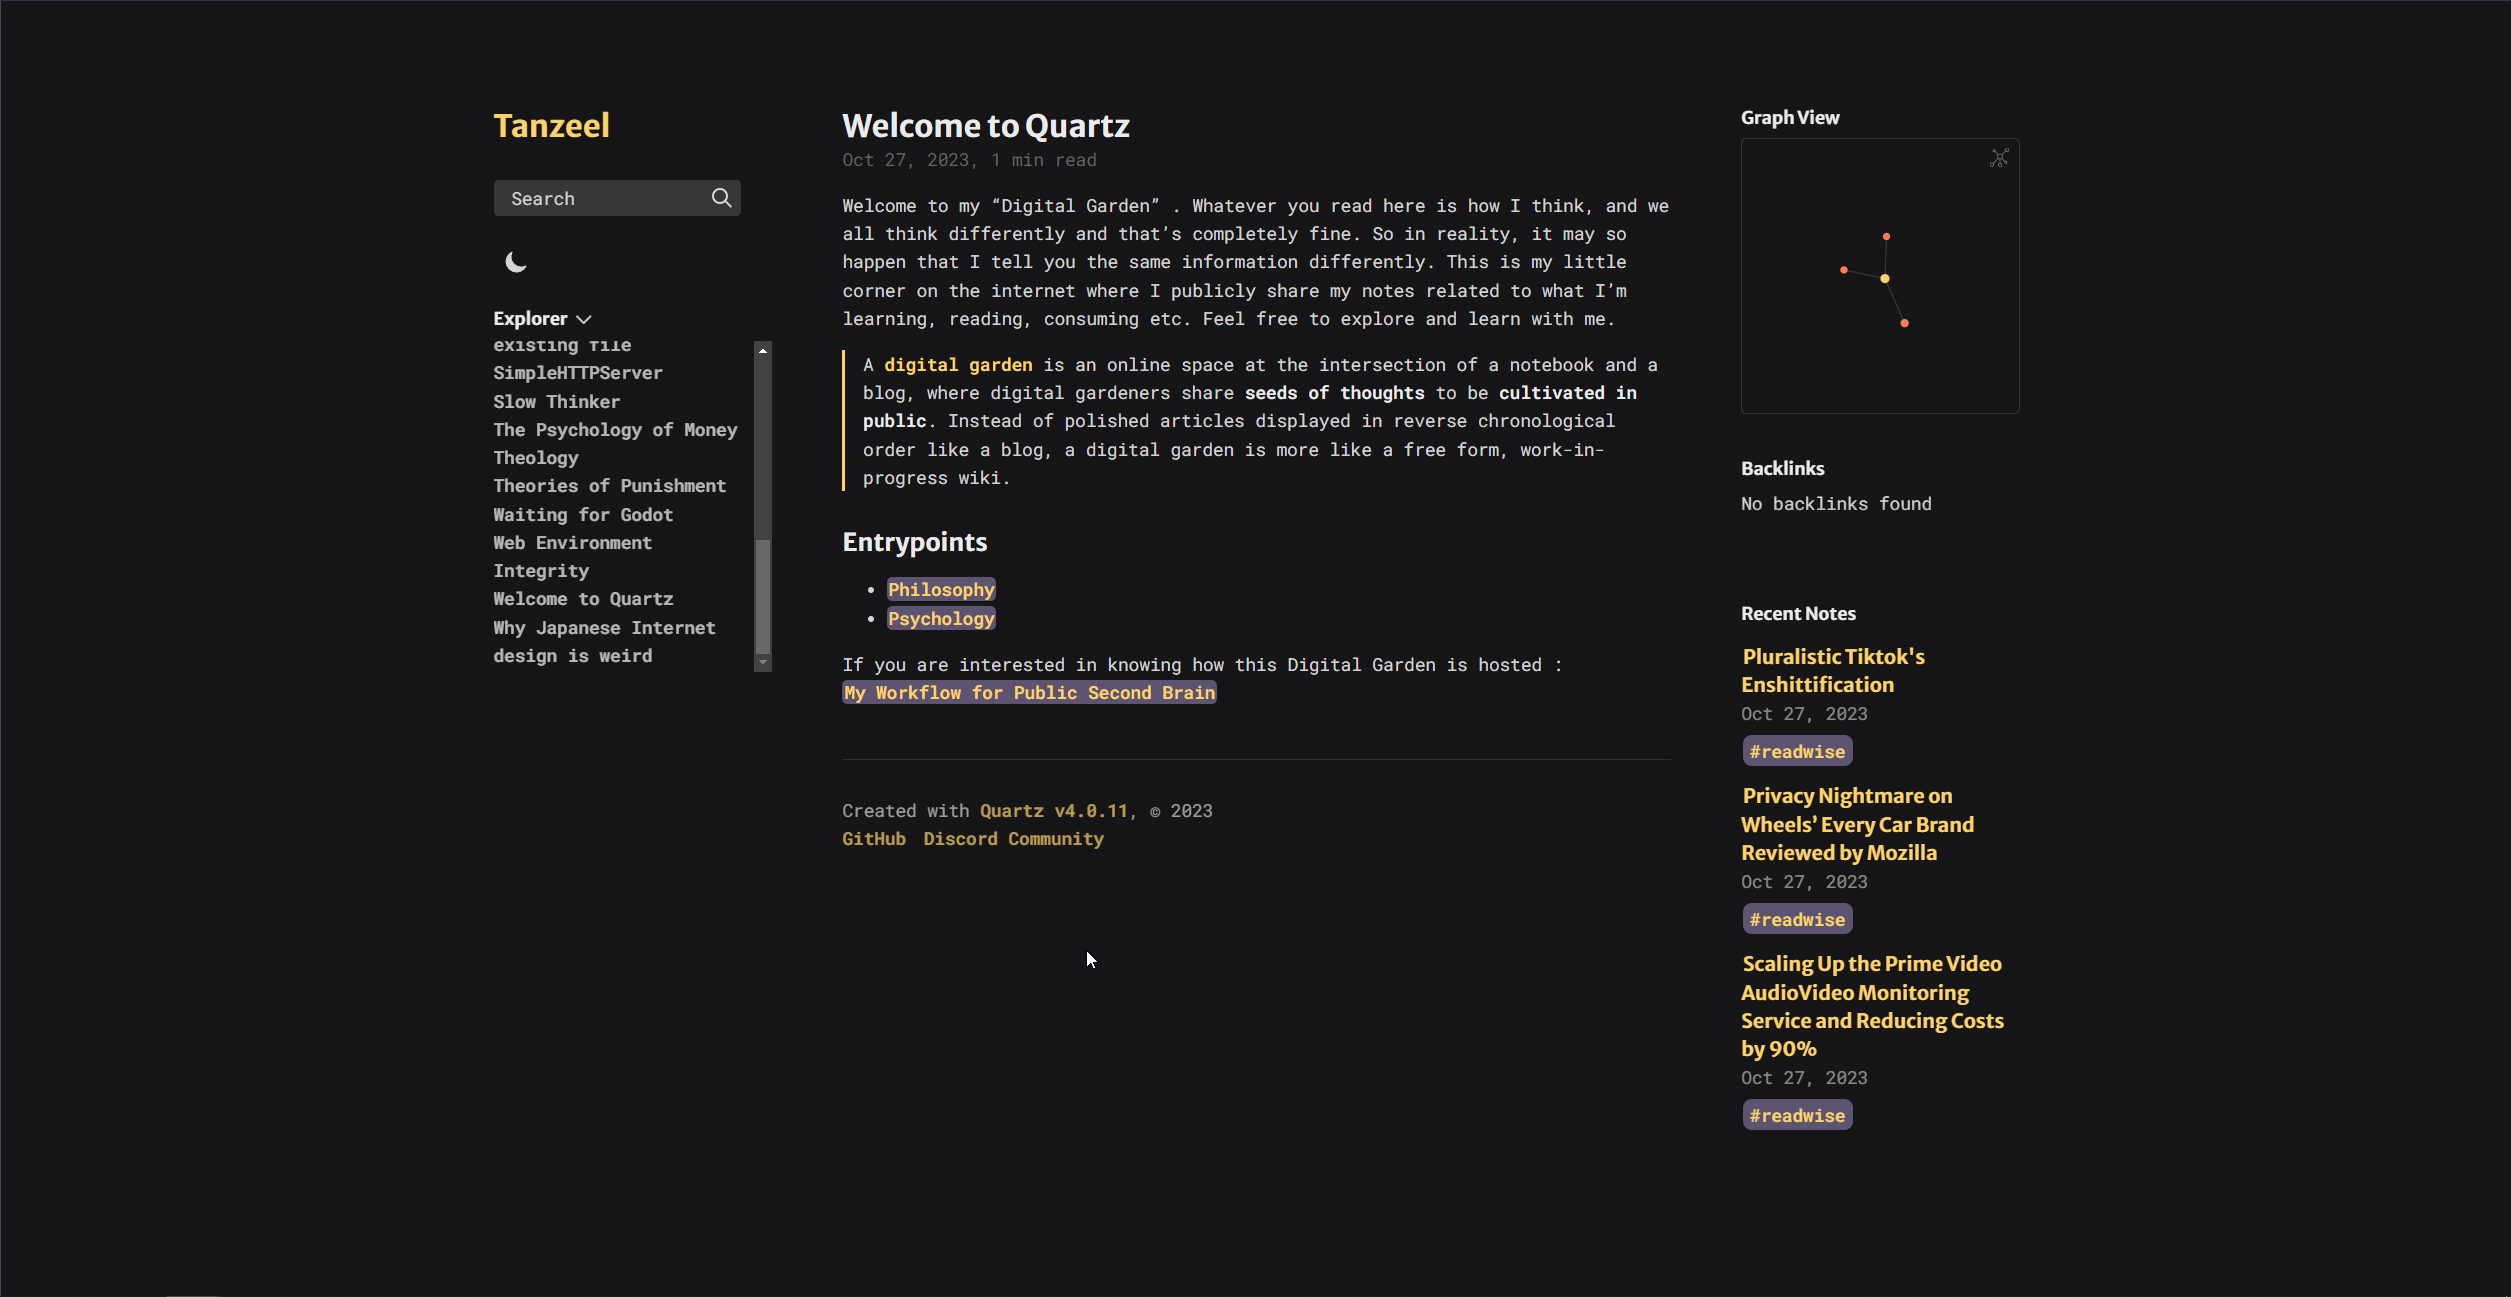 Tanzeel
Search
Explorer
existing file
SimpleHTTPServer
Slow Thinker
The Psychology of Money
Theology
Theories of Punishment
Waiting for Godot
Web Environment
Integrity
Welcome to Quartz
Why Japanese Internet
design is weird
Welcome to Quartz
Oct 27, 2023, 1 min read
Welcome to my “Digital Garden” . Whatever you read here is how I think, and we
all think differently and that’s completely fine. So in reality, it may so
happen that I tell you the same information differently. This is my little
corner on the internet where I publicly share my notes related to what I’m
learning, reading, consuming etc. Feel free to explore and learn with me.
A digital garden is an online space at the intersection of a notebook and a
blog, where digital gardeners share seeds of thoughts to be cultivated in
public. Instead of polished articles displayed in reverse chronological
order like a blog, a digital garden is more like a free form, work-in-
progress wiki.
Entrypoints
• Philosophy
• Psychology
If you are interested in knowing how this Digital Garden is hosted :
My Workflow for Public Second Brain
Created with Quartz v4.0.11, © 2023
GitHub Discord Community
Graph View
Backlinks
No backlinks found
Recent Notes
Pluralistic Tiktok's
Enshittification
Oct 27, 2023
#readwise
Privacy Nightmare on
Wheels’ Every Car Brand
Reviewed by Mozilla
Oct 27, 2023
#readwise
Scaling Up the Prime Video
AudioVideo Monitoring
Service and Reducing Costs
by 90%
Oct 27, 2023
#readwise